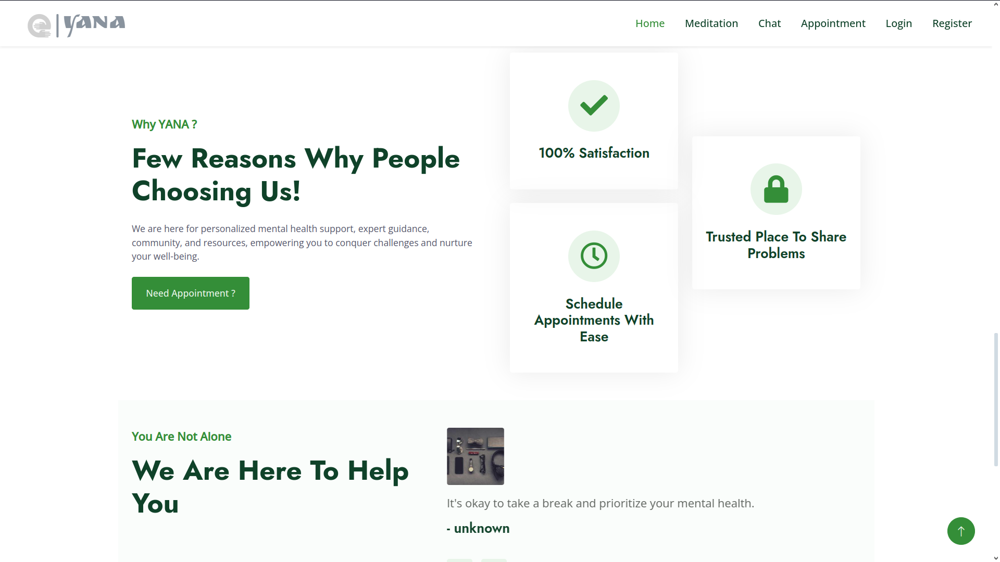 YANA
Home
Meditation
Chat
Appointment
Login
Register
Why YANA ?
Few Reasons Why People
Choosing Us!
We are here for personalized mental health support, expert guidance,
community, and resources, empowering you to conquer challenges and nurture
your well-being.
Need Appointment ?
100% Satisfaction
Schedule
Appointments With
Ease
Trusted Place To Share
Problems
You Are Not Alone
We Are Here To Help
You
It's okay to take a break and prioritize your mental health.
- unknown